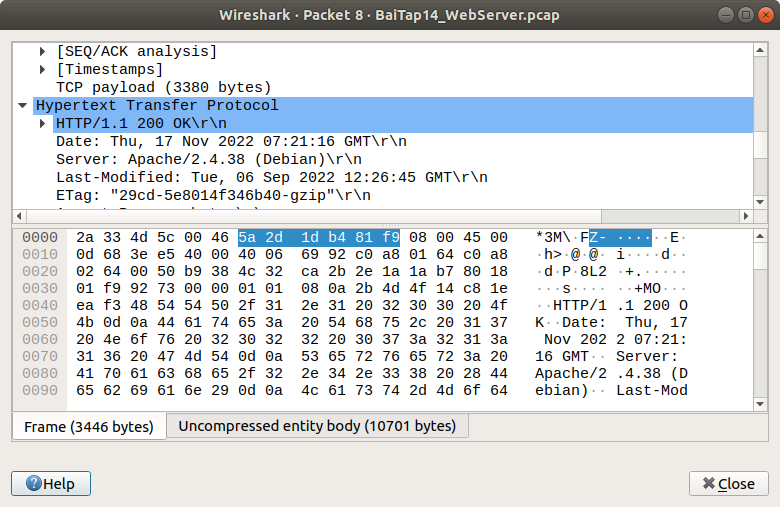 Wireshark · Packet 8 · BaiTap14_WebServer.pcap
[SEQ/ACK analysis]
[Timestamps]
TCP payload (3380 bytes)
Hypertext Transfer Protocol
HTTP/1.1 200 OK\r\n
Date: Thu, 17 Nov 2022 07:21:16 GMT\r\n
Server: Apache/2.4.38 (Debian)\r\n
Last-Modified: Tue, 06 Sep 2022 12:26:45 GMT\r\n
ETag: "29cd-5e8014f346b40-gzip"\r\n
0000 2a 33 4d 5c 00 46 5a 2d 1d b4 81 f9 08 00 45 00 *3M\·FZ- ······E·
0010 0d 68 3e e5 40 00 40 06 69 92 c0 a8 01 64 c0 a8 ·h>·@·@· i····d··
0020 02 64 00 50 b9 38 4c 32 ca 2b 2e 1a 1a b7 80 18 ·d·P·8L2 ·+.·····
0030 01 f9 92 73 00 00 01 01 08 0a 2b 4d 4f 14 c8 1e ···s···· ··+MO···
0040 ea f3 48 54 54 50 2f 31 2e 31 20 32 30 30 20 4f ··HTTP/1 .1 200 O
0050 4b 0d 0a 44 61 74 65 3a 20 54 68 75 2c 20 31 37 K··Date: Thu, 17
0060 20 4e 6f 76 20 32 30 32 32 20 30 37 3a 32 31 3a Nov 202 2 07:21:
0070 31 36 20 47 4d 54 0d 0a 53 65 72 76 65 72 3a 20 16 GMT·· Server:
0080 41 70 61 63 68 65 2f 32 2e 34 2e 33 38 20 28 44 Apache/2 .4.38 (D
0090 65 62 69 61 6e 29 0d 0a 4c 61 73 74 2d 4d 6f 64 ebian)·· Last-Mod
Frame (3446 bytes) Uncompressed entity body (10701 bytes)
Help Close